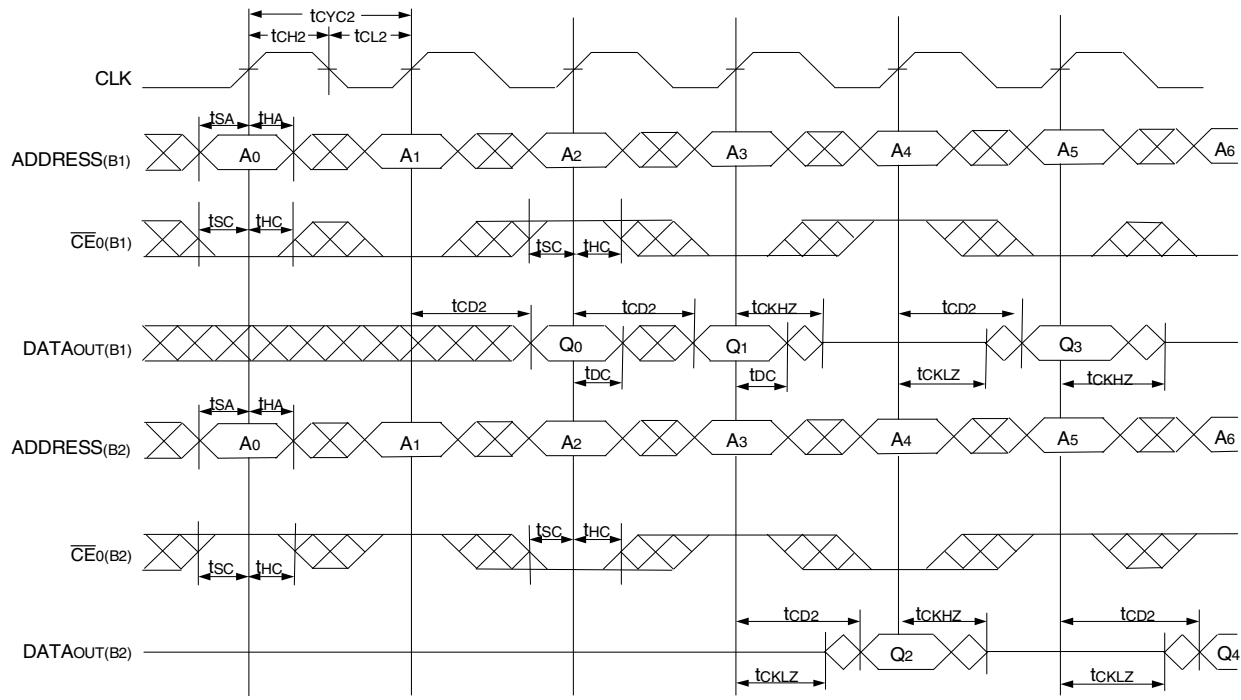 tCYC2
tCH2 tCL2
CLK
tSA tHA
ADDRESS(B1) A0 A1 A2 A3 A4 A5 A6
tSC tHC
CE0(B1)
tSC tHC
tCD2 tCD2 tCKHZ tCD2
DATAOUT(B1) Q0 Q1 Q3
tDC tDC tCKLZ tCKHZ
tSA tHA
ADDRESS(B2) A0 A1 A2 A3 A4 A5 A6
tSC tHC
CE0(B2)
tSC tHC
tCD2 tCKHZ tCD2
DATAOUT(B2) Q2 Q4
tCKLZ tCKLZ